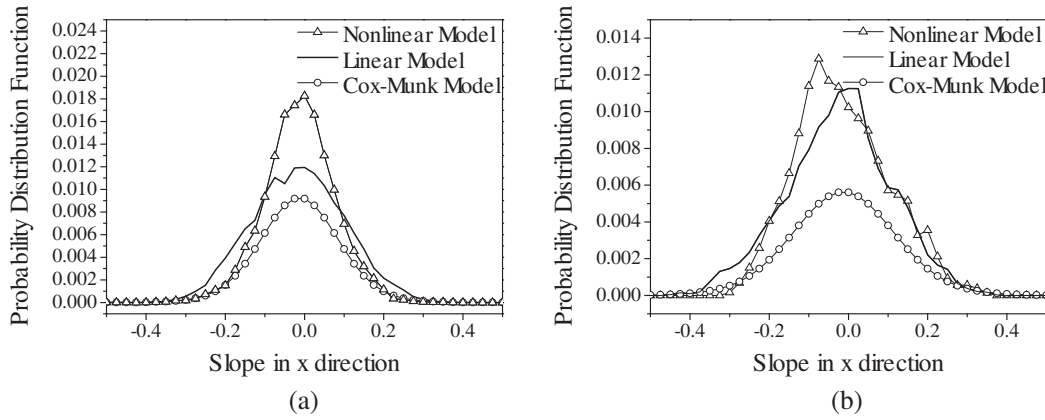 Probability Distribution Function
0.024
0.022
0.020
0.018
0.016
0.014
0.012
0.010
0.008
0.006
0.004
0.002
0.000
Nonlinear Model
Linear Model
Cox-Munk Model
-0.4
-0.2
0.0
0.2
0.4
Slope in x direction
(a)
Probability Distribution Function
0.014
0.012
0.010
0.008
0.006
0.004
0.002
0.000
Nonlinear Model
Linear Model
Cox-Munk Model
-0.4
-0.2
0.0
0.2
0.4
Slope in x direction
(b)